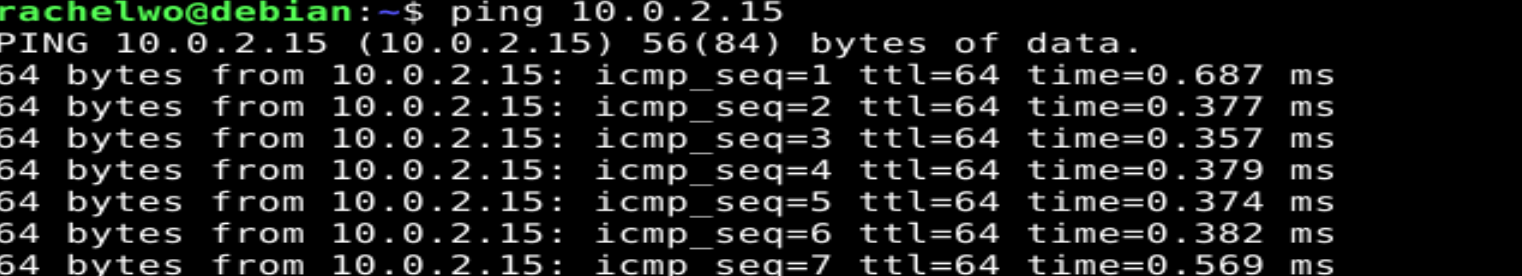 rachelwo@debian:~$ ping 10.0.2.15
PING 10.0.2.15 (10.0.2.15) 56(84) bytes of data.
64 bytes from 10.0.2.15: icmp_seq=1 ttl=64 time=0.687 ms
64 bytes from 10.0.2.15: icmp_seq=2 ttl=64 time=0.377 ms
64 bytes from 10.0.2.15: icmp_seq=3 ttl=64 time=0.357 ms
64 bytes from 10.0.2.15: icmp_seq=4 ttl=64 time=0.379 ms
64 bytes from 10.0.2.15: icmp_seq=5 ttl=64 time=0.374 ms
64 bytes from 10.0.2.15: icmp_seq=6 ttl=64 time=0.382 ms
64 bytes from 10.0.2.15: icmp_seq=7 ttl=64 time=0.569 ms